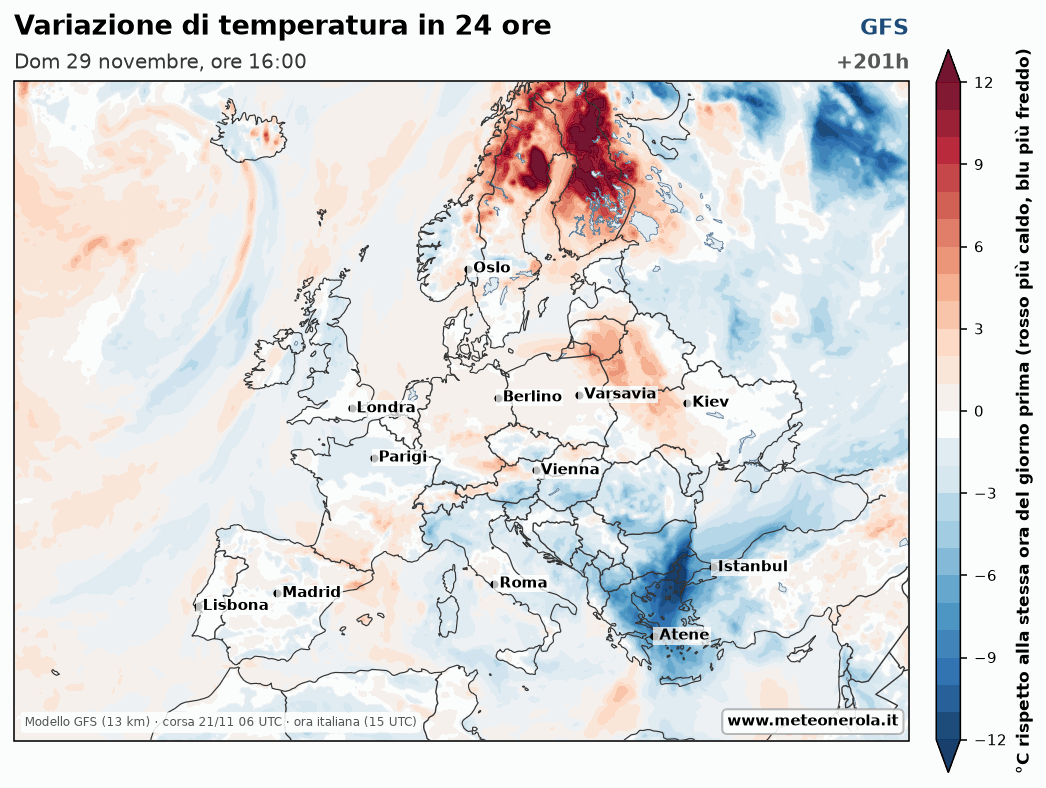 Variazione di temperatura in 24 ore
GFS
Dom 29 novembre, ore 16:00
+201h
Oslo
Berlino
Varsavia
Kiev
Londra
Parigi
Vienna
Istanbul
Roma
Madrid
Lisbona
Atene
Modello GFS (13 km) · corsa 21/11 06 UTC · ora italiana (15 UTC)
www.meteonerola.it
12
9
6
3
0
−3
−6
−9
−12
°C rispetto alla stessa ora del giorno prima (rosso più caldo, blu più freddo)